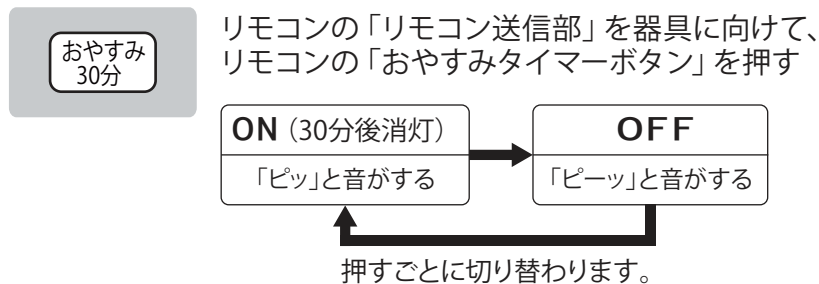 おやすみ
30分
リモコンの「リモコン送信部」を器具に向けて、
リモコンの「おやすみタイマーボタン」を押す
ON（30分後消灯）
「ピッ」と音がする
OFF
「ピーッ」と音がする
押すごとに切り替わります。